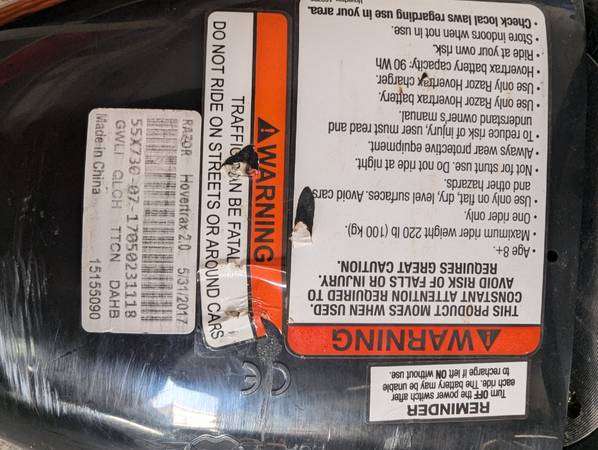 RAZOR Hovertrax 2.0 5/31/2017
55X730-07-17050231118
GWLI QLCH TTCN DAHB
Made in China 15155090
WARNING
TRAFFIC CAN BE FATAL
DO NOT RIDE ON STREETS OR AROUND CARS
WARNING
THIS PRODUCT MOVES WHEN USED.
CONSTANT ATTENTION REQUIRED TO
AVOID RISK OF FALLS OR INJURY.
REQUIRES GREAT CAUTION.
• Age 8+.
• Maximum rider weight 220 lb (100 kg).
• One rider only.
• Use only on flat, dry, level surfaces. Avoid cars
and other hazards.
• Not for stunt use. Do not ride at night.
• Always wear protective equipment.
• To reduce risk of injury, user must read and
understand owner's manual.
• Use only Razor Hovertrax battery.
• Use only Razor Hovertrax charger.
• Hovertrax battery capacity: 90 Wh
• Ride at your own risk.
• Store indoors when not in use.
• Check local laws regarding use in your area.
REMINDER
Turn OFF the power switch after
each ride. The battery may be unable
to recharge if left ON without use.
CE